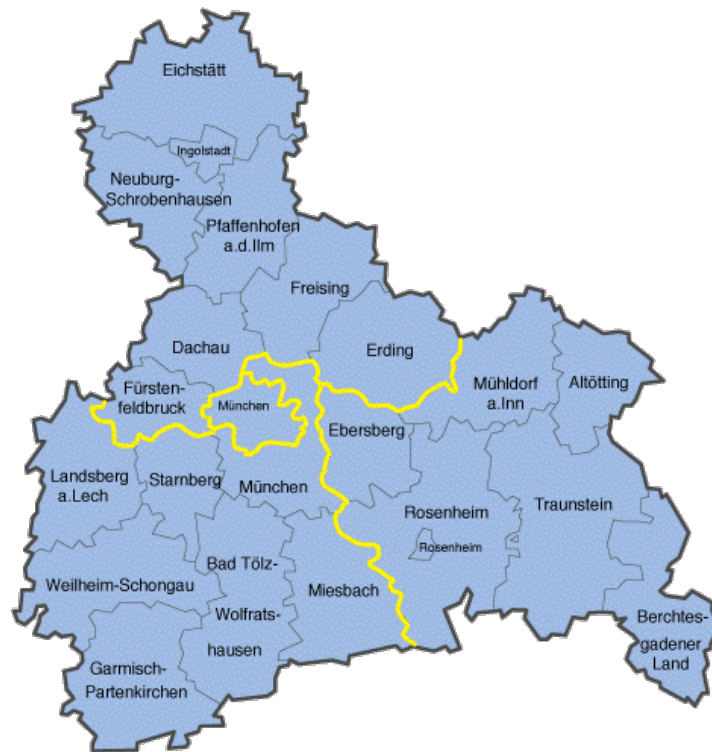 Eichstätt
Ingolstadt
Neuburg-
Schrobenhausen
Pfaffenhofen
a.d.Ilm
Freising
Dachau
Erding
Fürsten-
feldbruck
München
Mühldorf
a.Inn
Altötting
Ebersberg
Landsberg
a.Lech
Starnberg
München
Rosenheim
Rosenheim
Traunstein
Weilheim-Schongau
Bad Tölz-
Wolfrats-
hausen
Miesbach
Berchtes-
gadener
Land
Garmisch-
Partenkirchen